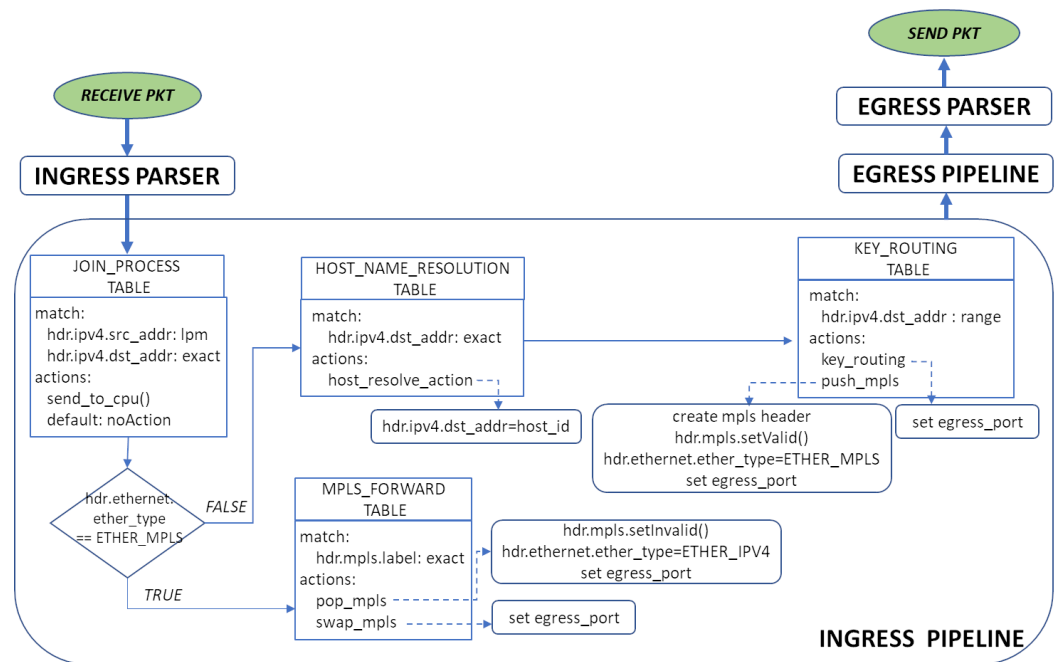 RECEIVE PKT
INGRESS PARSER
SEND PKT
EGRESS PARSER
EGRESS PIPELINE
JOIN_PROCESS
TABLE
match:
hdr.ipv4.src_addr: lpm
hdr.ipv4.dst_addr: exact
actions:
send_to_cpu()
default: noAction
hdr.ethernet.
ether_type
== ETHER_MPLS
FALSE
TRUE
HOST_NAME_RESOLUTION
TABLE
match:
hdr.ipv4.dst_addr: exact
actions:
host_resolve_action
hdr.ipv4.dst_addr=host_id
KEY_ROUTING
TABLE
match:
hdr.ipv4.dst_addr : range
actions:
key_routing
push_mpls
set egress_port
create mpls header
hdr.mpls.setValid()
hdr.ethernet.ether_type=ETHER_MPLS
set egress_port
MPLS_FORWARD
TABLE
match:
hdr.mpls.label: exact
actions:
pop_mpls
swap_mpls
hdr.mpls.setInvalid()
hdr.ethernet.ether_type=ETHER_IPV4
set egress_port
set egress_port
INGRESS PIPELINE